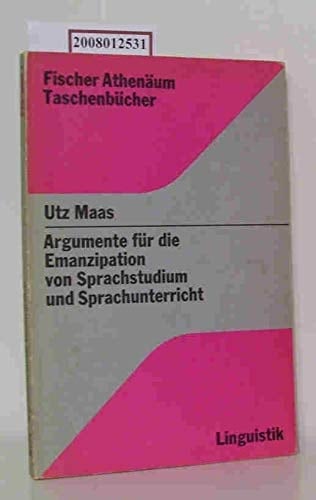 2008012531
Fischer Athenäum
Taschenbücher
Utz Maas
Argumente für die
Emanzipation
von Sprachstudium
und Sprachunterricht
Linguistik